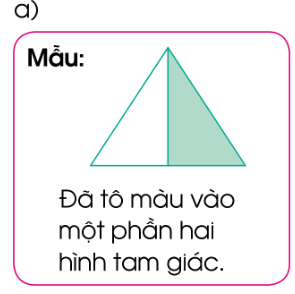 a)
Mẫu:
Đã tô màu vào
một phần hai
hình tam giác.